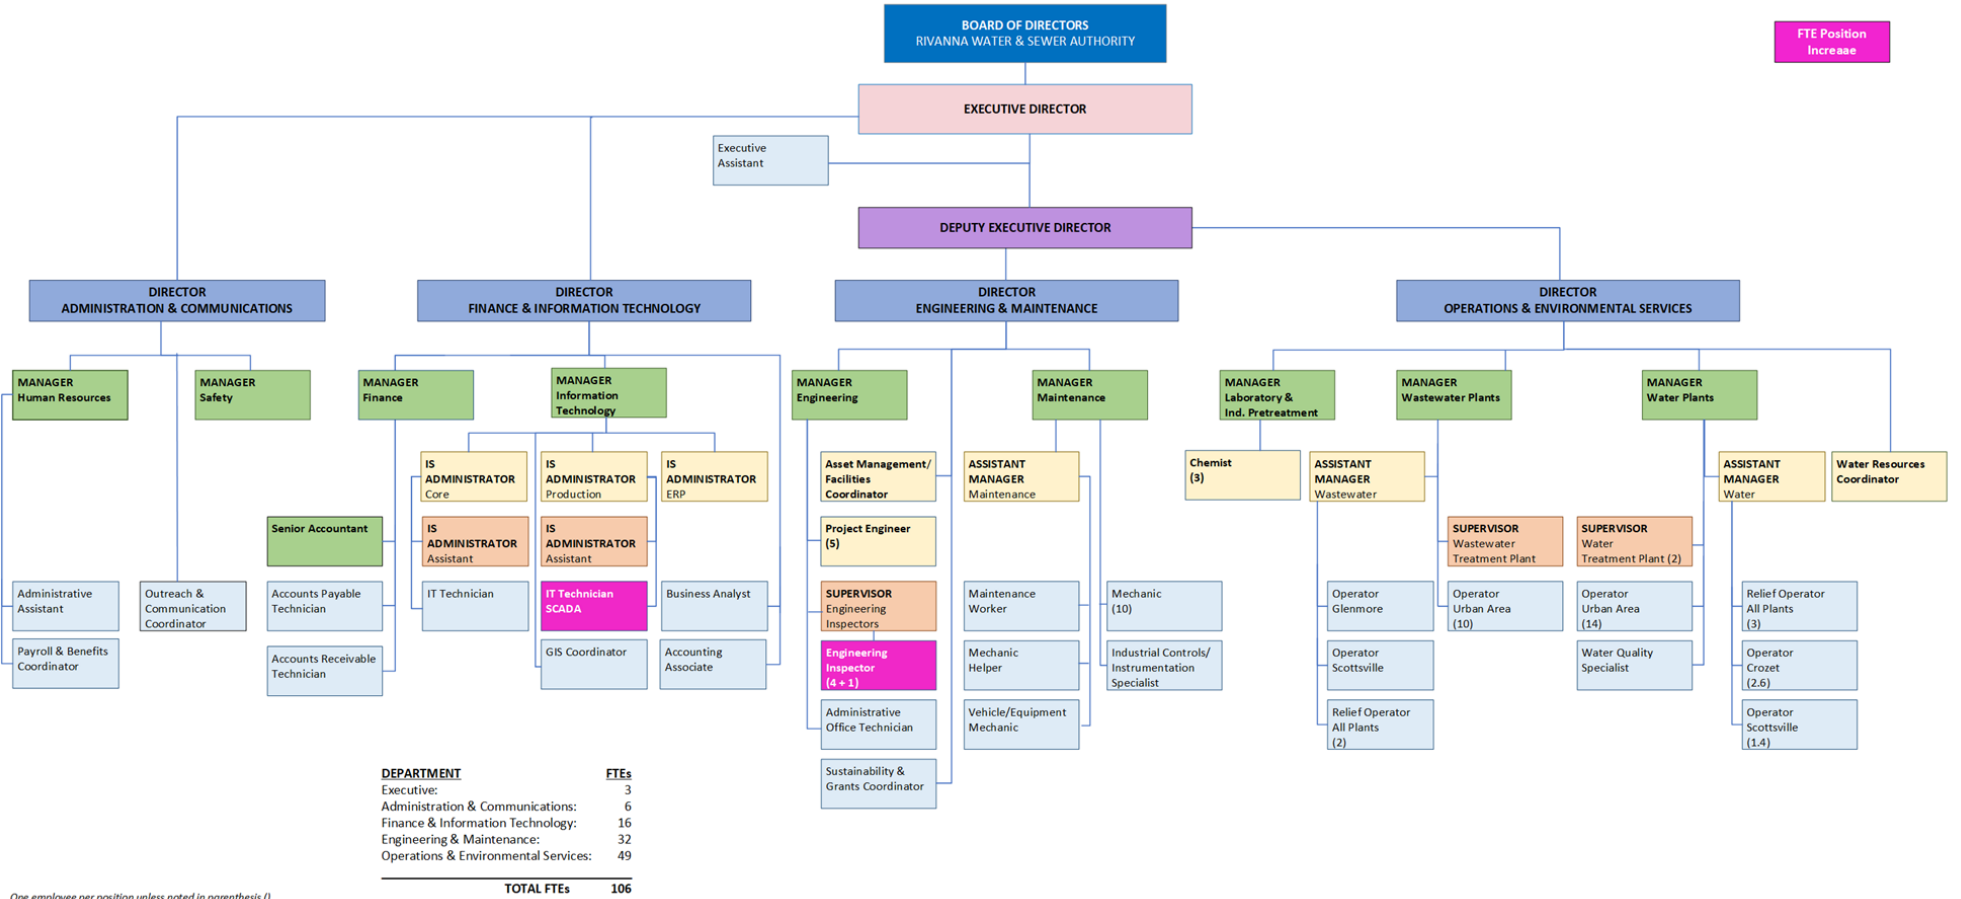 BOARD OF DIRECTORS
RIVANNA WATER & SEWER AUTHORITY
FTE Position
Increaae
EXECUTIVE DIRECTOR
Executive
Assistant
DEPUTY EXECUTIVE DIRECTOR
DIRECTOR
ADMINISTRATION & COMMUNICATIONS
DIRECTOR
FINANCE & INFORMATION TECHNOLOGY
DIRECTOR
ENGINEERING & MAINTENANCE
DIRECTOR
OPERATIONS & ENVIRONMENTAL SERVICES
MANAGER
Human Resources
MANAGER
Safety
MANAGER
Finance
MANAGER
Information
Technology
MANAGER
Engineering
MANAGER
Maintenance
MANAGER
Laboratory &
Ind. Pretreatment
MANAGER
Wastewater Plants
MANAGER
Water Plants
IS
ADMINISTRATOR
Core
IS
ADMINISTRATOR
Production
IS
ADMINISTRATOR
ERP
Asset Management/
Facilities
Coordinator
ASSISTANT
MANAGER
Maintenance
Chemist
(3)
ASSISTANT
MANAGER
Wastewater
ASSISTANT
MANAGER
Water
Water Resources
Coordinator
Senior Accountant
IS
ADMINISTRATOR
Assistant
IS
ADMINISTRATOR
Assistant
Project Engineer
(5)
SUPERVISOR
Wastewater
Treatment Plant
SUPERVISOR
Water
Treatment Plant (2)
Administrative
Assistant
Outreach &
Communication
Coordinator
Accounts Payable
Technician
IT Technician
IT Technician
SCADA
Business Analyst
SUPERVISOR
Engineering
Inspectors
Maintenance
Worker
Mechanic
(10)
Operator
Glenmore
Operator
Urban Area
(10)
Operator
Urban Area
(14)
Relief Operator
All Plants
(3)
Payroll & Benefits
Coordinator
Accounts Receivable
Technician
GIS Coordinator
Accounting
Associate
Engineering
Inspector
(4 + 1)
Mechanic
Helper
Industrial Controls/
Instrumentation
Specialist
Operator
Scottsville
Water Quality
Specialist
Operator
Crozet
(2.6)
Administrative
Office Technician
Vehicle/Equipment
Mechanic
Relief Operator
All Plants
(2)
Operator
Scottsville
(1.4)
Sustainability &
Grants Coordinator
DEPARTMENT FTEs
Executive: 3
Administration & Communications: 6
Finance & Information Technology: 16
Engineering & Maintenance: 32
Operations & Environmental Services: 49
TOTAL FTEs 106
One employee per position unless noted in parenthesis ()